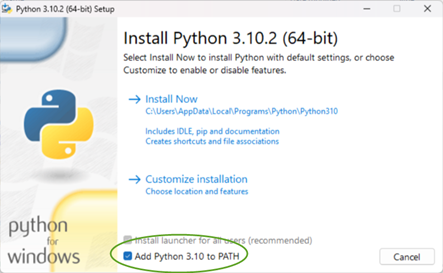 Python 3.10.2 (64-bit) Setup
Install Python 3.10.2 (64-bit)
Select Install Now to install Python with default settings, or choose
Customize to enable or disable features.
Install Now
C:\Users\AppData\Local\Programs\Python\Python310
Includes IDLE, pip and documentation
Creates shortcuts and file associations
Customize installation
Choose location and features
Install launcher for all users (recommended)
Add Python 3.10 to PATH
Cancel
python
for
windows